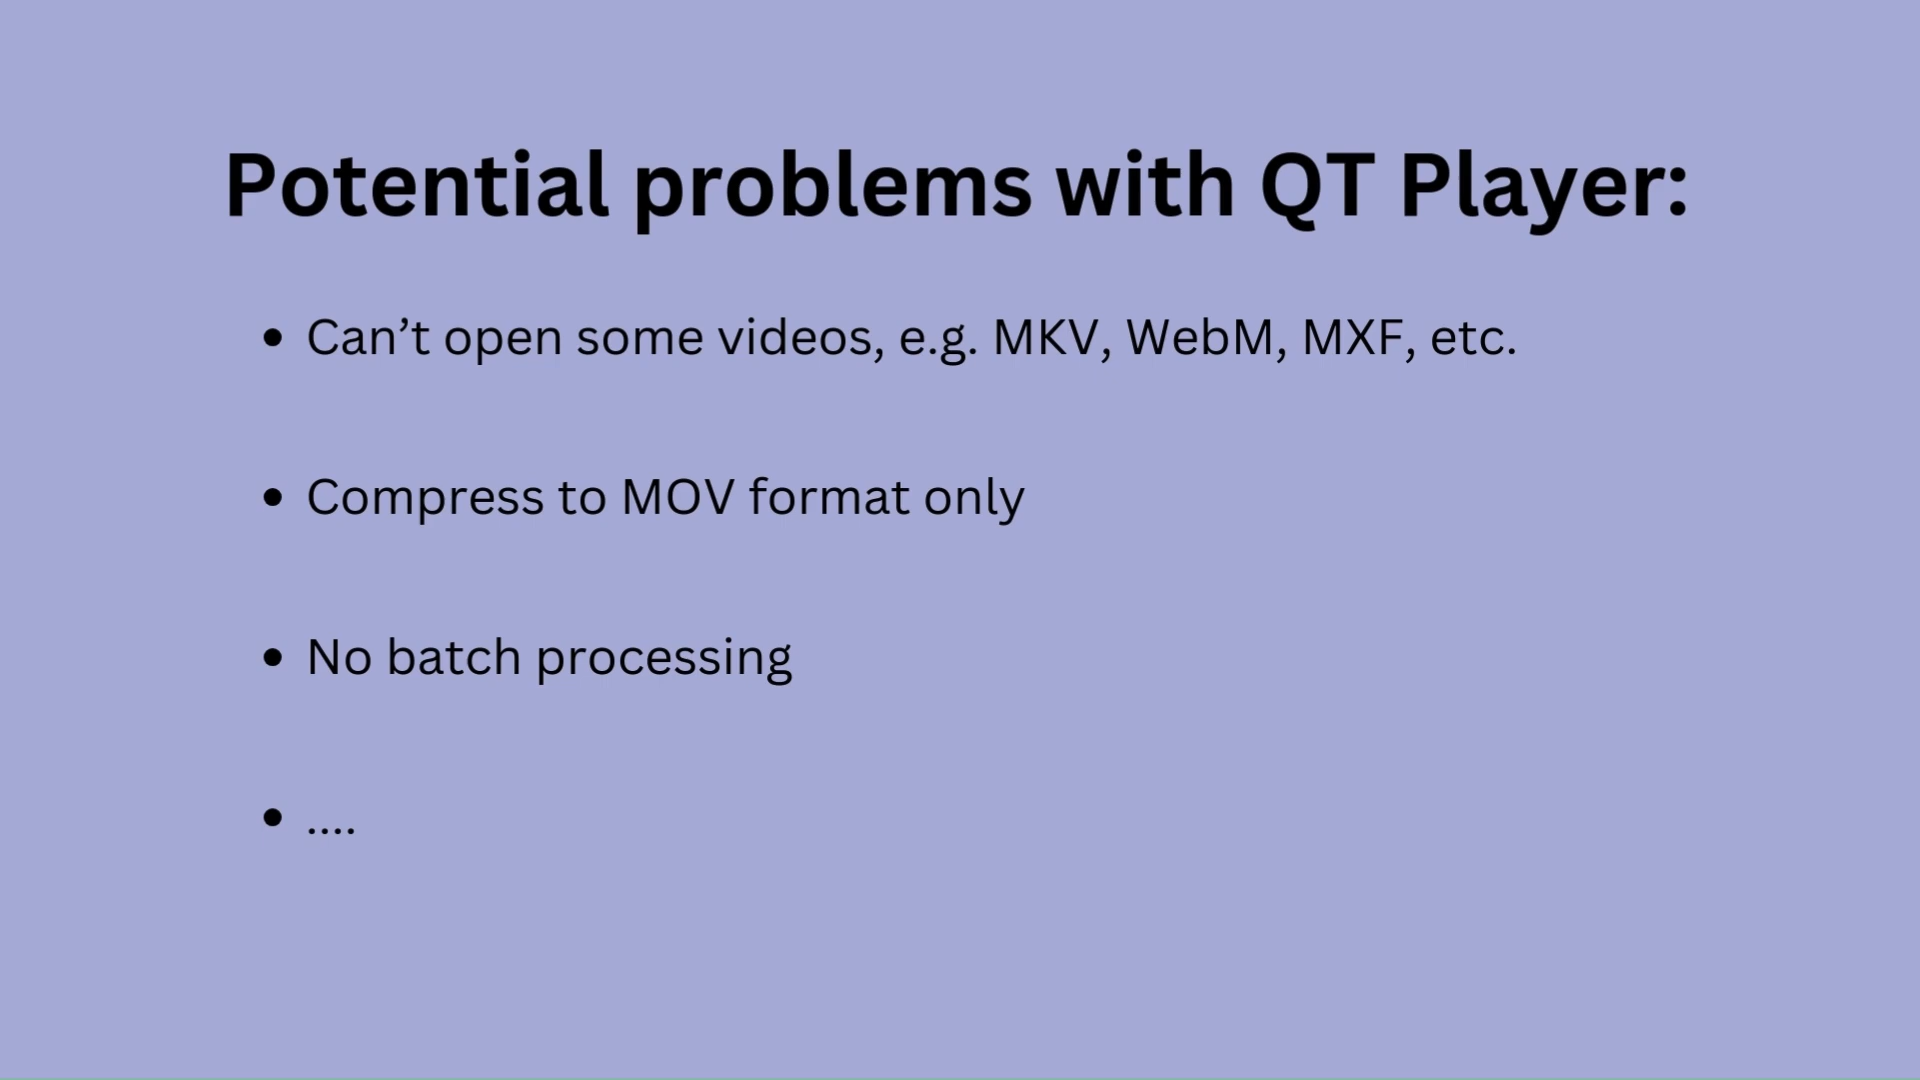 Potential problems with QT Player:
• Can’t open some videos, e.g. MKV, WebM, MXF, etc.
• Compress to MOV format only
• No batch processing
• ....